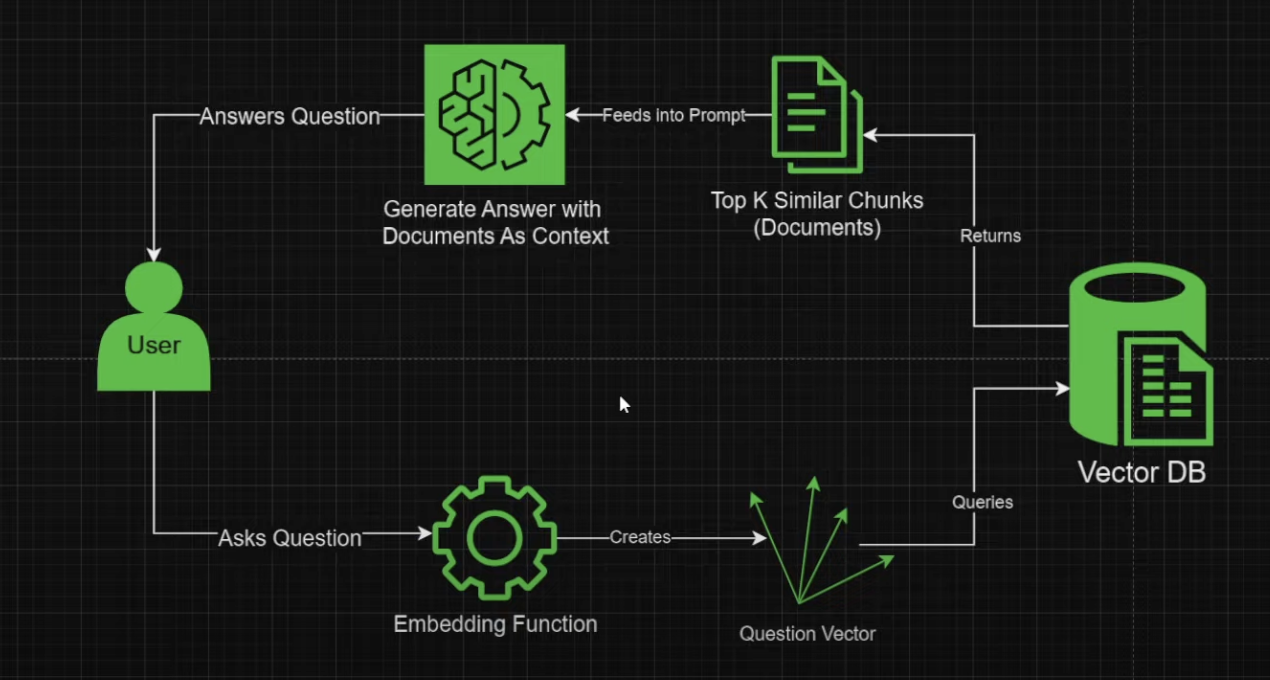 Answers Question
Feeds into Prompt
Generate Answer with
Documents As Context
Top K Similar Chunks
(Documents)
Returns
User
Vector DB
Queries
Asks Question
Creates
Embedding Function
Question Vector